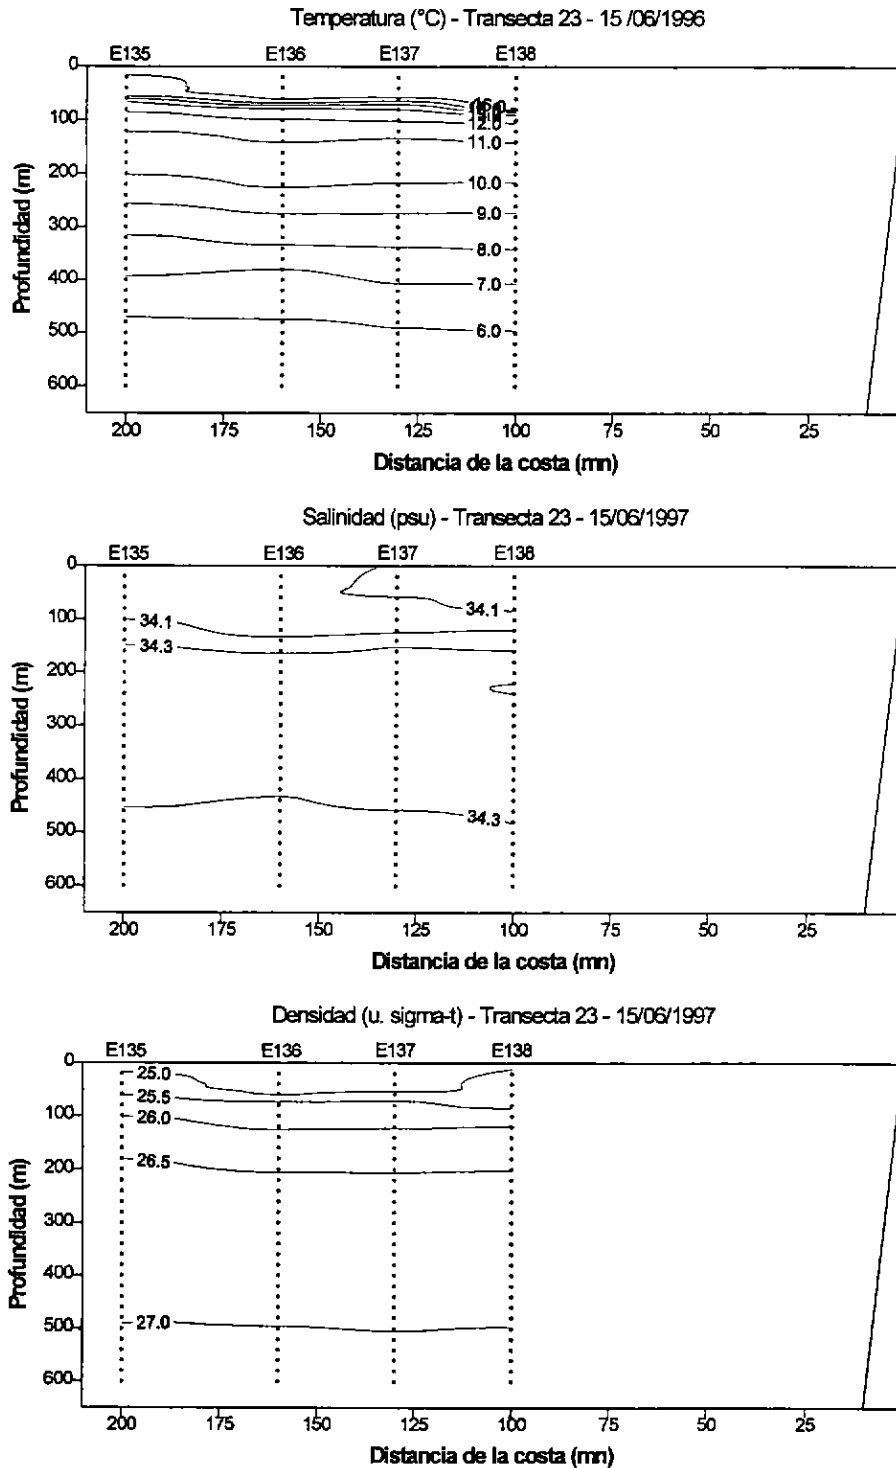 Temperatura (°C) - Transecta 23 - 15 /06/1996
E135 E136 E137 E138
0
100
200
300
400
500
600
Profundidad (m)
16.0
12.0
11.0
10.0
9.0
8.0
7.0
6.0
200 175 150 125 100 75 50 25
Distancia de la costa (mn)
Salinidad (psu) - Transecta 23 - 15/06/1997
E135 E136 E137 E138
0
100
200
300
400
500
600
Profundidad (m)
34.1
34.1
34.3
34.3
200 175 150 125 100 75 50 25
Distancia de la costa (mn)
Densidad (u. sigma-t) - Transecta 23 - 15/06/1997
E135 E136 E137 E138
0
100
200
300
400
500
600
Profundidad (m)
25.0
25.5
26.0
26.5
27.0
200 175 150 125 100 75 50 25
Distancia de la costa (mn)